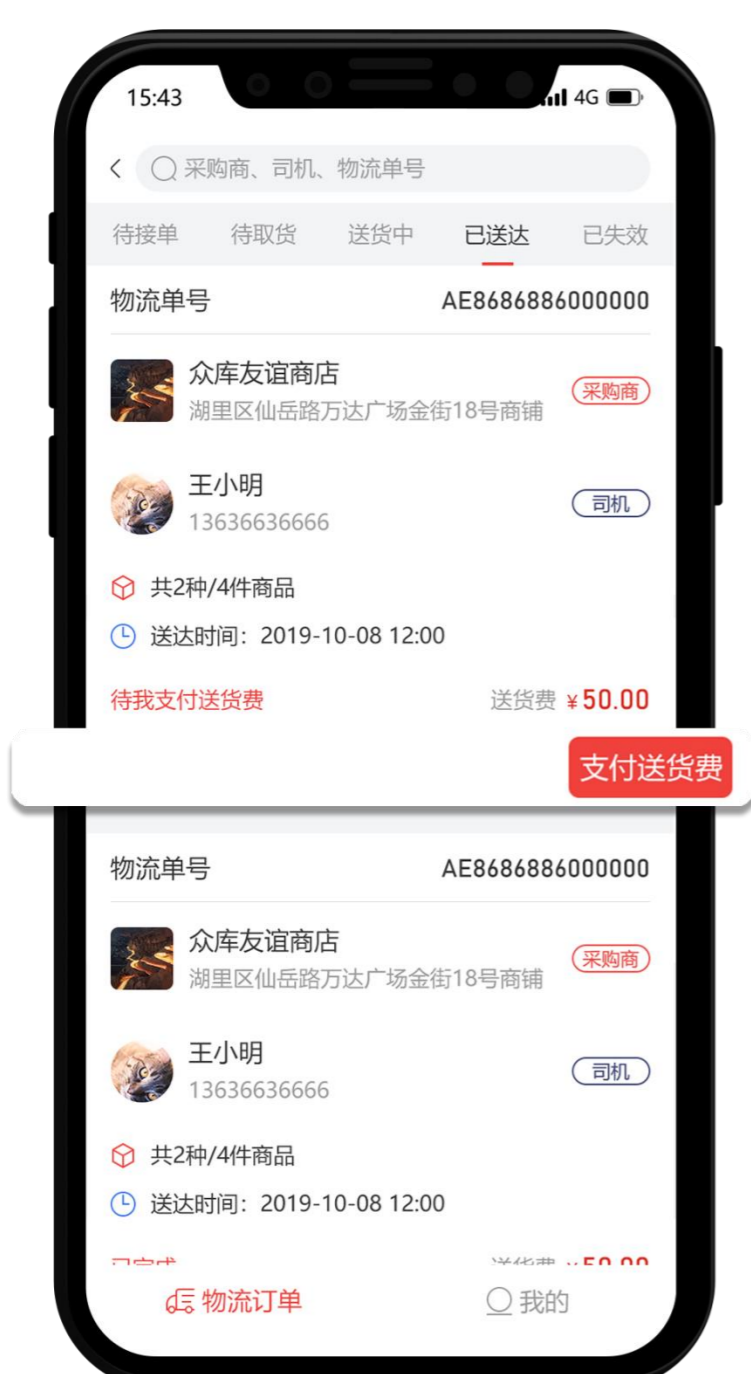 15:43 4G
采购商、司机、物流单号
待接单 待取货 送货中 已送达 已失效
物流单号 AE8686886000000
众库友谊商店
湖里区仙岳路万达广场金街18号商铺
采购商
王小明
13636636666
司机
共2种/4件商品
送达时间：2019-10-08 12:00
待我支付送货费 送货费 ¥50.00
支付送货费
物流单号 AE8686886000000
众库友谊商店
湖里区仙岳路万达广场金街18号商铺
采购商
王小明
13636636666
司机
共2种/4件商品
送达时间：2019-10-08 12:00
已完成 送货费 ¥50.00
物流订单 我的